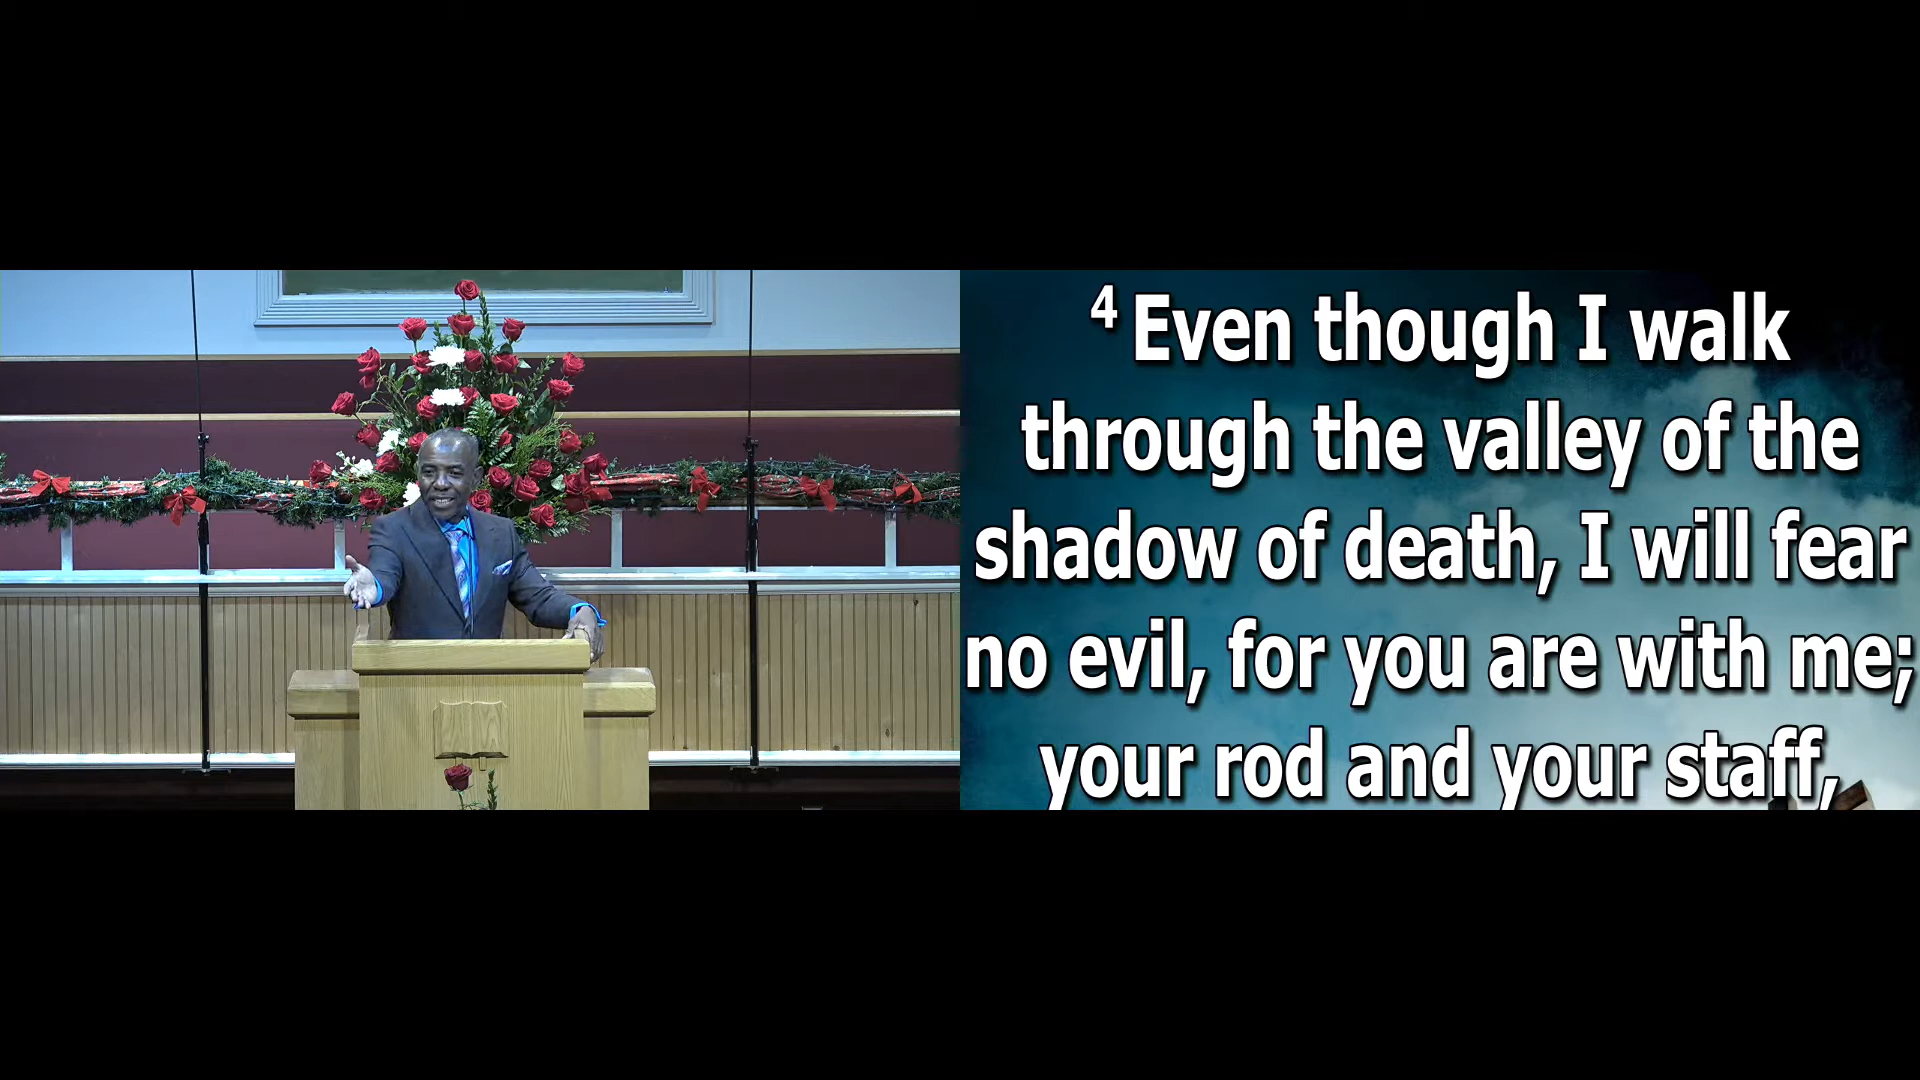 4 Even though I walk
through the valley of the
shadow of death, I will fear
no evil, for you are with me;
your rod and your staff,